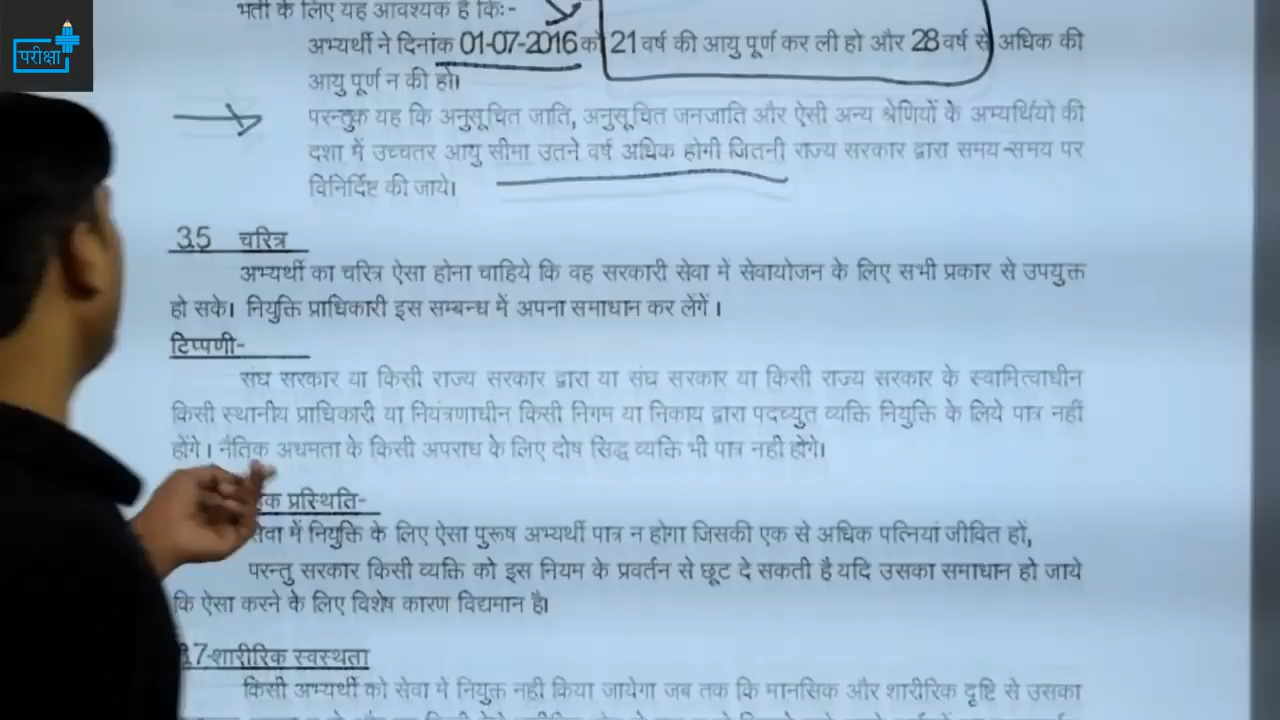 परीक्षा
भर्ती के लिए यह आवश्यक है किः-
अभ्यर्थी ने दिनांक 01-07-2016 को 21 वर्ष की आयु पूर्ण कर ली हो और 28 वर्ष से अधिक की
आयु पूर्ण न की हो।
परन्तुक यह कि अनुसूचित जाति, अनुसूचित जनजाति और ऐसी अन्य श्रेणियों के अभ्यर्थियो की
दशा में उच्चतर आयु सीमा उतने वर्ष अधिक होगी जितनी राज्य सरकार द्वारा समय-समय पर
विनिर्दिष्ट की जाये।
3.5 चरित्र
अभ्यर्थी का चरित्र ऐसा होना चाहिये कि वह सरकारी सेवा में सेवायोजन के लिए सभी प्रकार से उपयुक्त
हो सके। नियुक्ति प्राधिकारी इस सम्बन्ध में अपना समाधान कर लेंगें ।
टिप्पणी-
संघ सरकार या किसी राज्य सरकार द्वारा या संघ सरकार या किसी राज्य सरकार के स्वामित्वाधीन
किसी स्थानीय प्राधिकारी या नियंत्रणाधीन किसी निगम या निकाय द्वारा पदच्युत व्यक्ति नियुक्ति के लिये पात्र नही
होंगे । नैतिक अधमता के किसी अपराध के लिए दोष सिद्ध व्यक्ति भी पात्र नही होंगे।
प्रस्थिति-
सेवा में नियुक्ति के लिए ऐसा पुरूष अभ्यर्थी पात्र न होगा जिसकी एक से अधिक पत्नियां जीवित हों,
परन्तु सरकार किसी व्यक्ति को इस नियम के प्रवर्तन से छूट दे सकती है यदि उसका समाधान हो जाये
कि ऐसा करने के लिए विशेष कारण विद्यमान है।
3.7-शारीरिक स्वस्थता
किसी अभ्यर्थी को सेवा में नियुक्त नही किया जायेगा जब तक कि मानसिक और शारीरिक दृष्टि से उसका